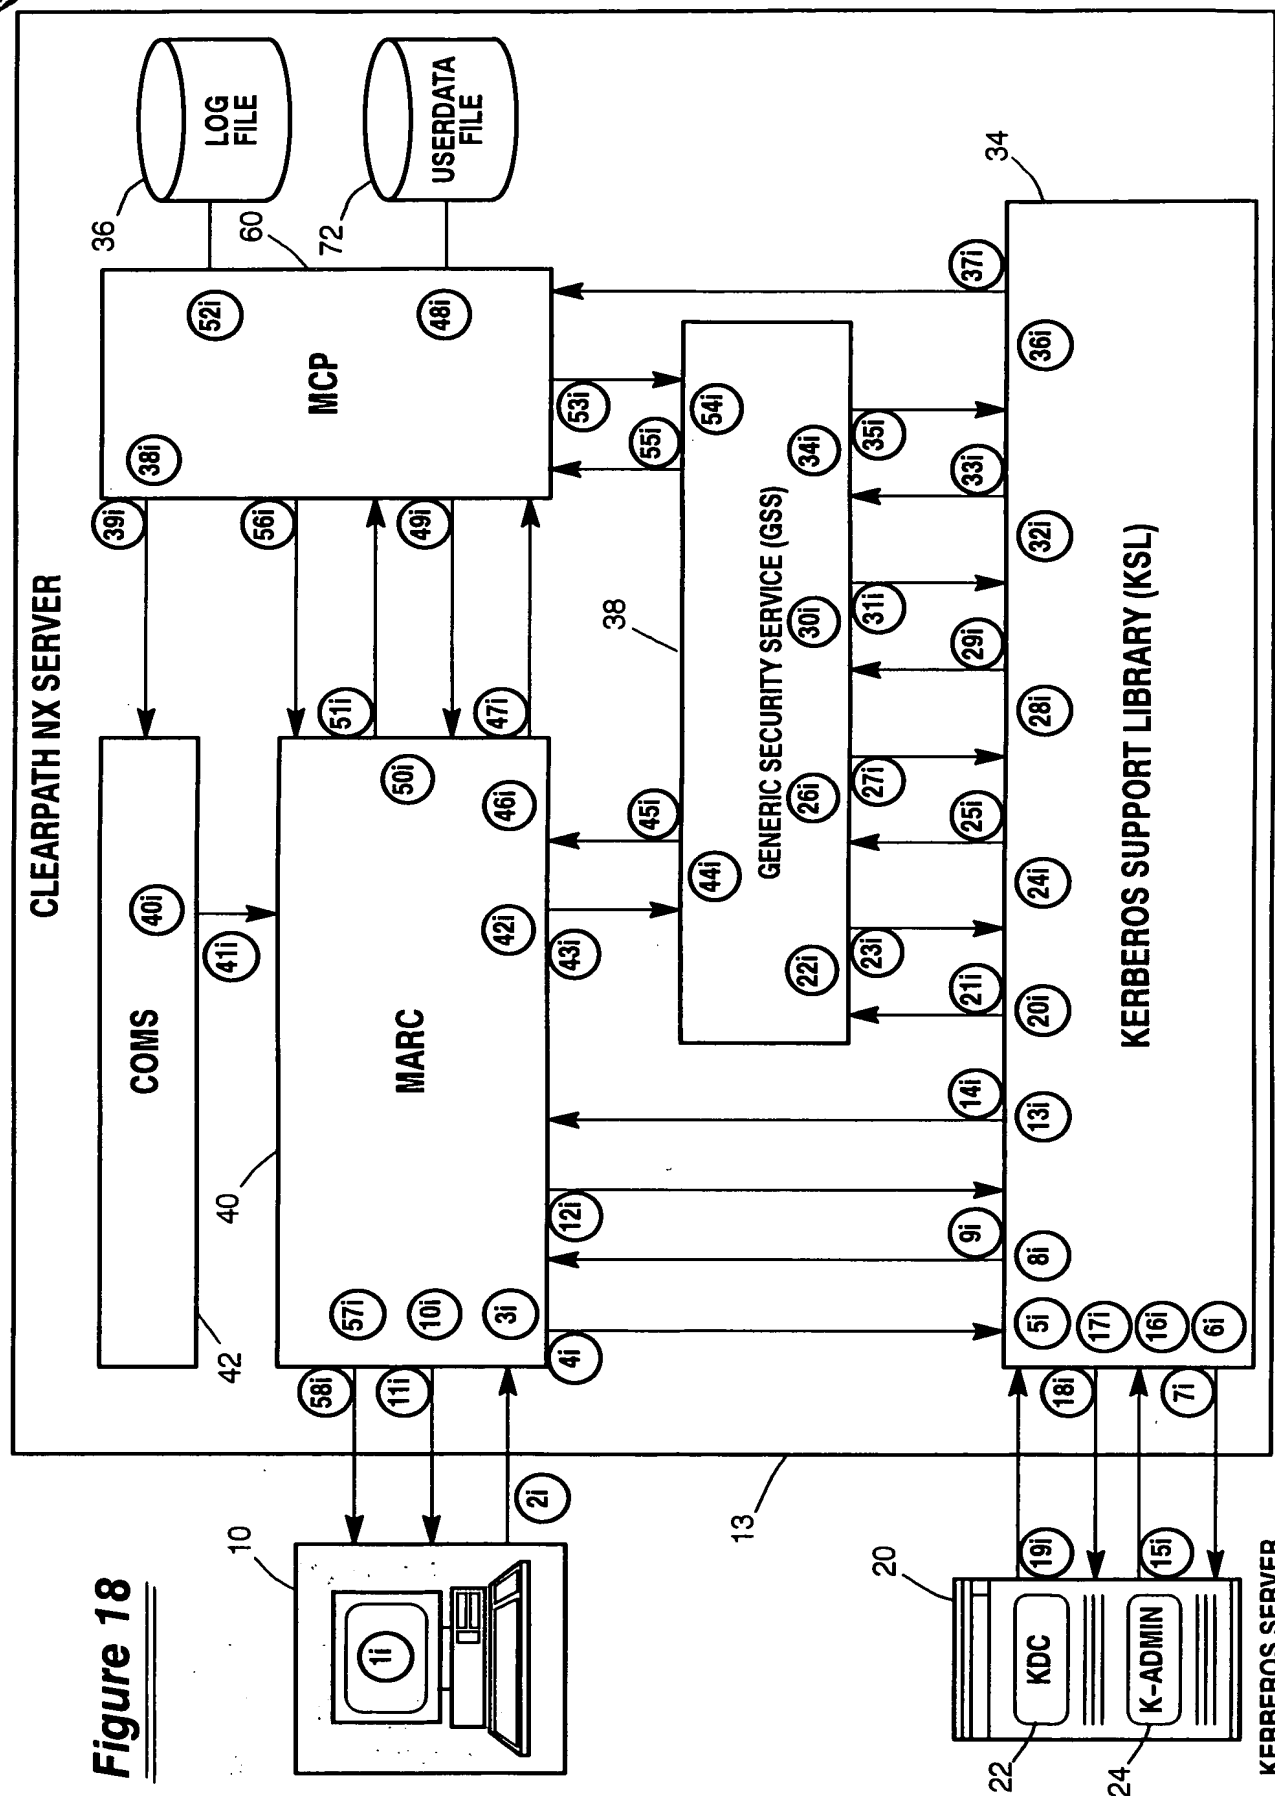 Figure 18
CLEARPATH NX SERVER
10
1i
2i
58i
11i
57i
10i
3i
4i
42
COMS
40i
41i
40
MARC
42i
43i
50i
46i
51i
47i
39i
56i
49i
38i
MCP
52i
48i
60
36
LOG
FILE
72
USERDATA
FILE
53i
55i
12i
9i
14i
45i
44i
54i
38
GENERIC SECURITY SERVICE (GSS)
22i
26i
30i
34i
21i
23i
25i
27i
29i
31i
33i
35i
37i
34
5i
17i
16i
6i
8i
13i
20i
24i
28i
32i
36i
KERBEROS SUPPORT LIBRARY (KSL)
13
20
19i
18i
15i
7i
22
KDC
24
K-ADMIN
KERBEROS SERVER